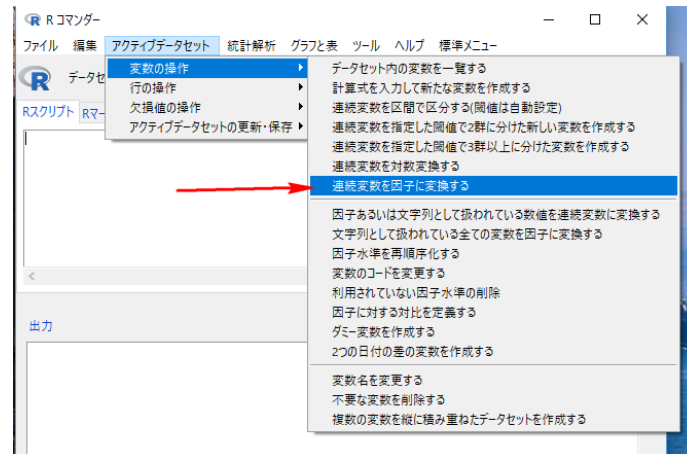 R コマンダー
ファイル 編集 アクティブデータセット 統計解析 グラフと表 ツール ヘルプ 標準メニュー
R データセ
Rスクリプト Rマー
変数の操作
行の操作
欠損値の操作
アクティブデータセットの更新・保存
データセット内の変数を一覧する
計算式を入力して新たな変数を作成する
連続変数を区間で区分する(閾値は自動設定)
連続変数を指定した閾値で2群に分けた新しい変数を作成する
連続変数を指定した閾値で3群以上に分けた変数を作成する
連続変数を対数変換する
連続変数を因子に変換する
因子あるいは文字列として扱われている数値を連続変数に変換する
文字列として扱われている全ての変数を因子に変換する
因子水準を再順序化する
変数のコードを変更する
利用されていない因子水準の削除
因子に対する対比を定義する
ダミー変数を作成する
2つの日付の差の変数を作成する
変数名を変更する
不要な変数を削除する
複数の変数を縦に積み重ねたデータセットを作成する
出力